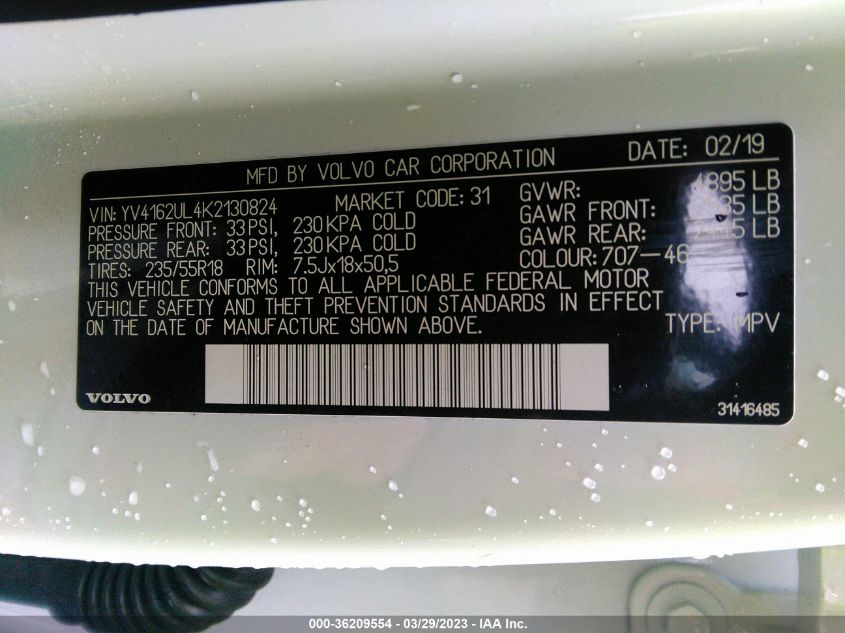 MFD BY VOLVO CAR CORPORATION DATE: 02/19
VIN: YV4162UL4K2130824 MARKET CODE: 31 GVWR: 4895 LB
PRESSURE FRONT: 33PSI, 230KPA COLD GAWR FRONT: LB
PRESSURE REAR: 33PSI, 230KPA COLD GAWR REAR: LB
TIRES: 235/55R18 RIM: 7.5Jx18x50,5 COLOUR: 707-46
THIS VEHICLE CONFORMS TO ALL APPLICABLE FEDERAL MOTOR
VEHICLE SAFETY AND THEFT PREVENTION STANDARDS IN EFFECT
ON THE DATE OF MANUFACTURE SHOWN ABOVE. TYPE: MPV
VOLVO 31416485
000-36209554 - 03/29/2023 - IAA Inc.